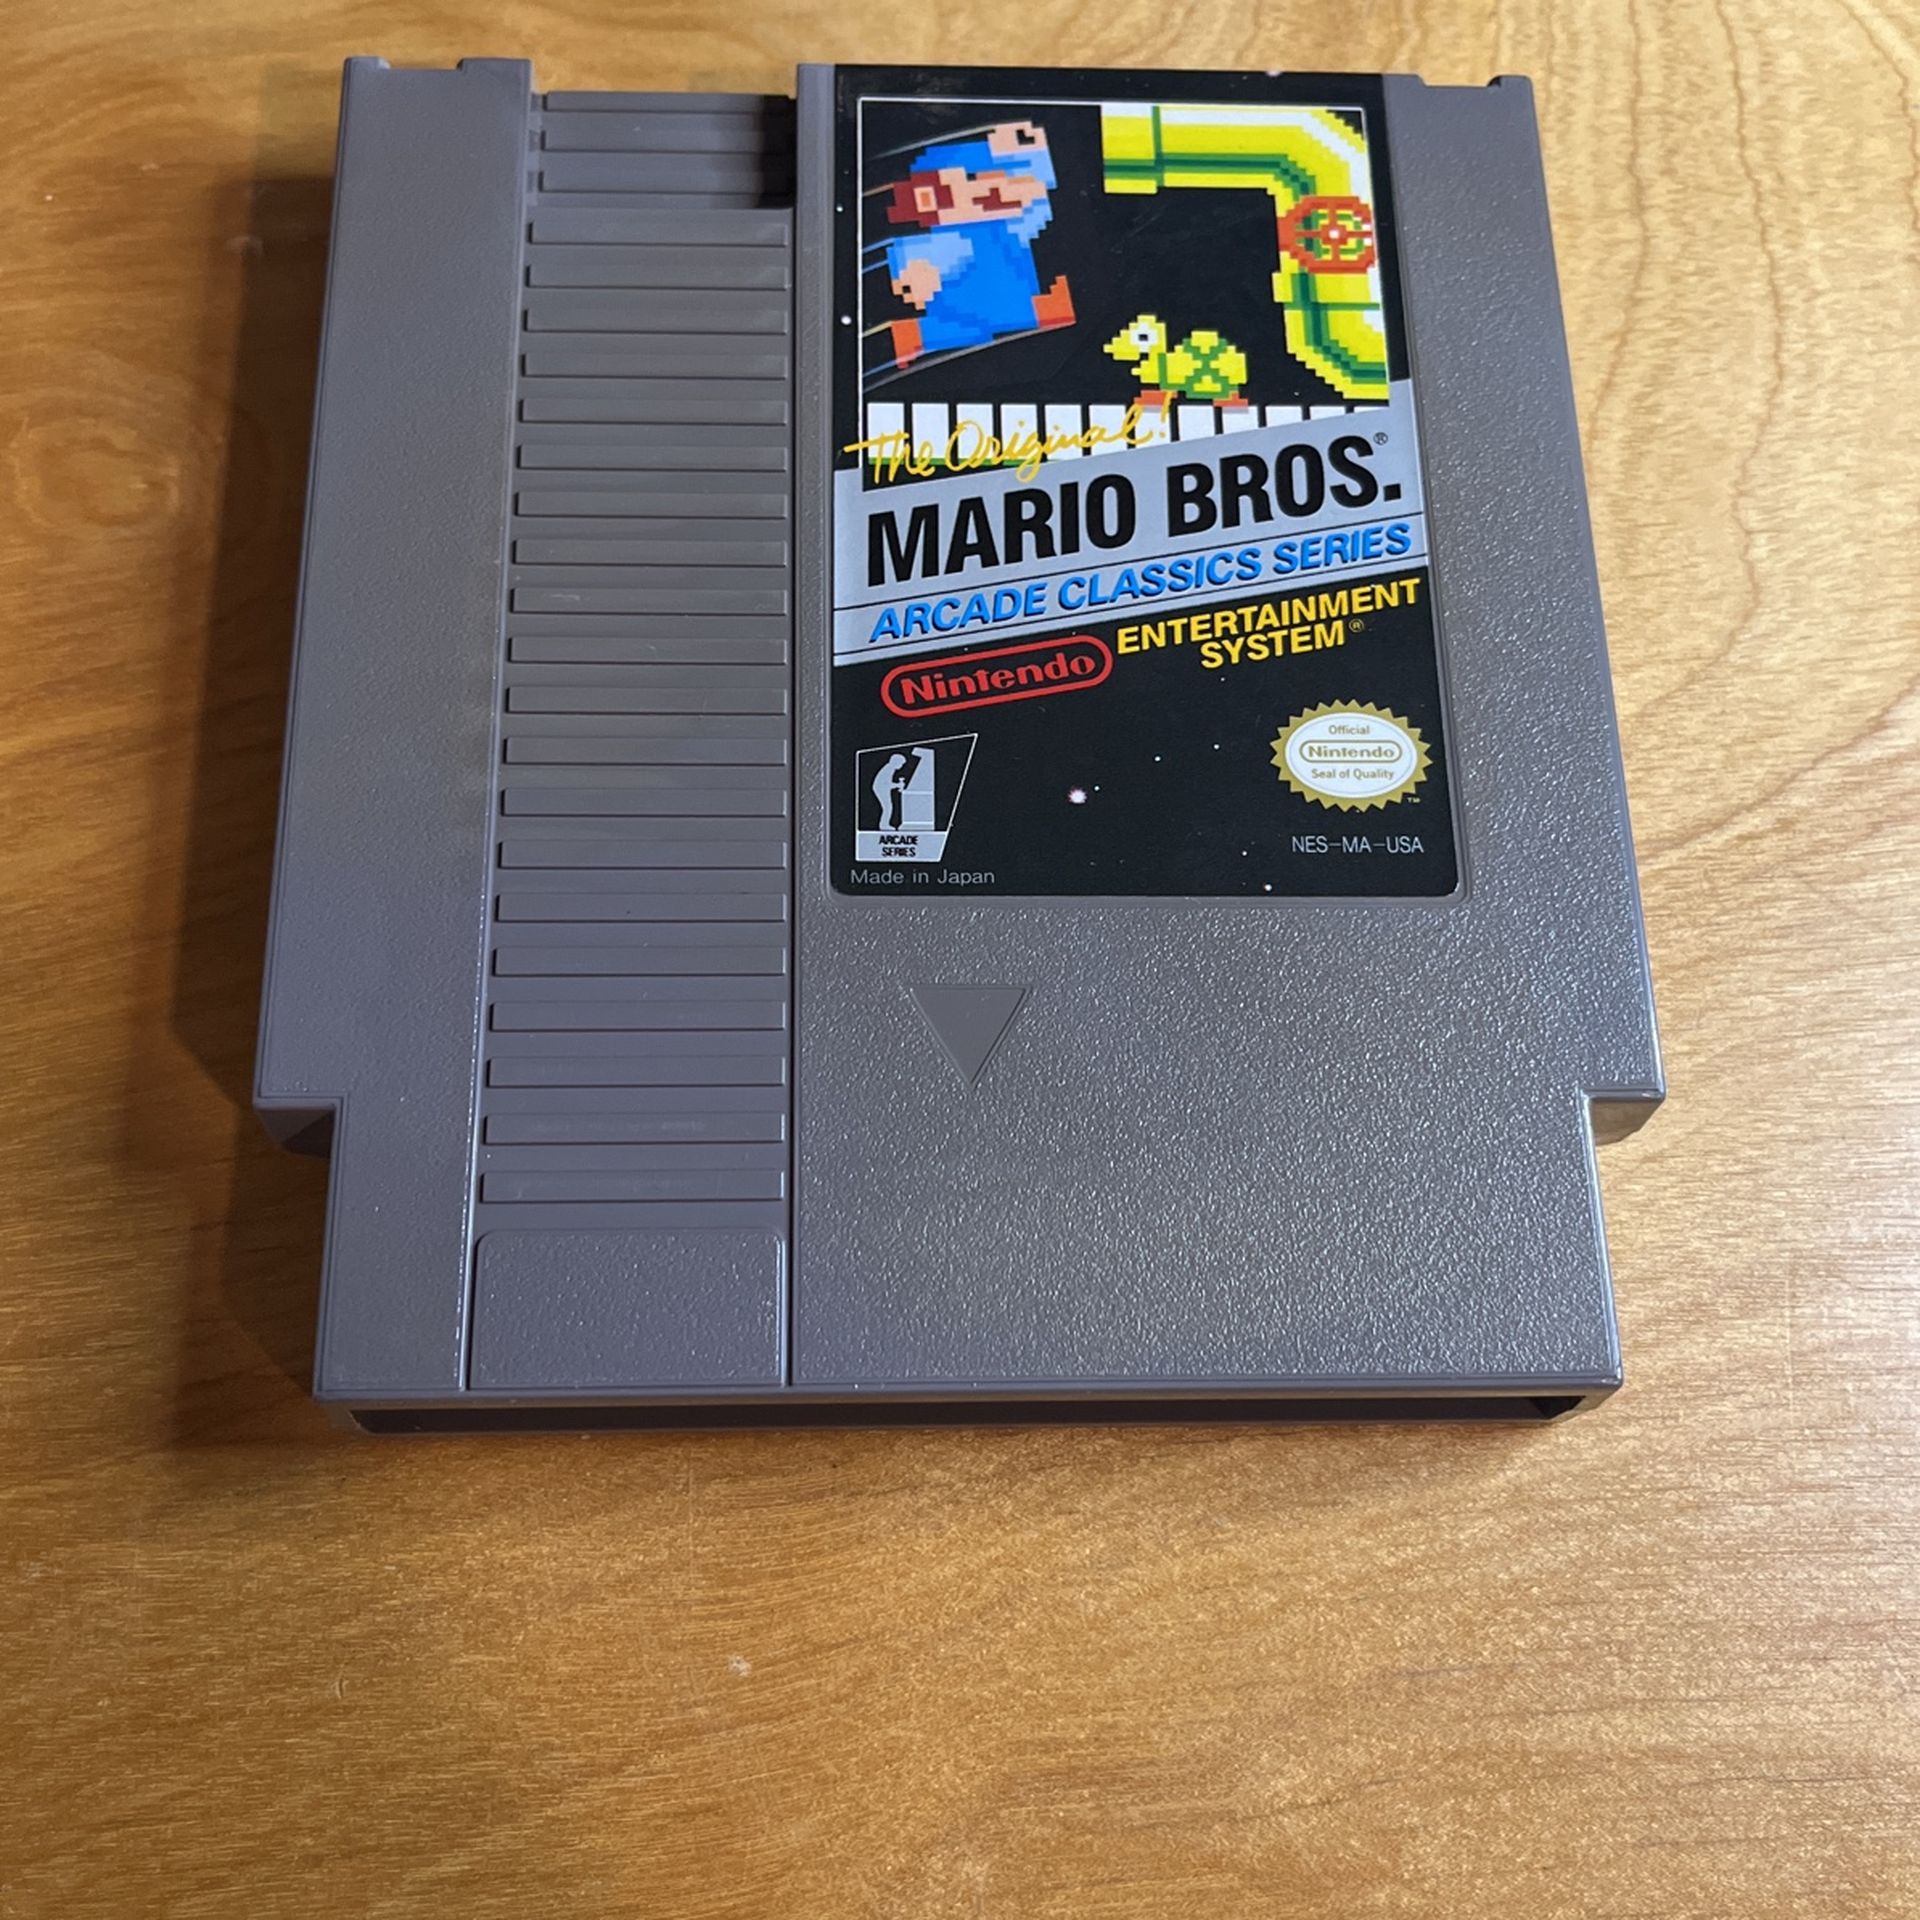 The Original!
MARIO BROS.®
ARCADE CLASSICS SERIES
Nintendo
ENTERTAINMENT
SYSTEM®
Official
Nintendo
Seal of Quality
™
ARCADE
SERIES
NES-MA-USA
Made in Japan